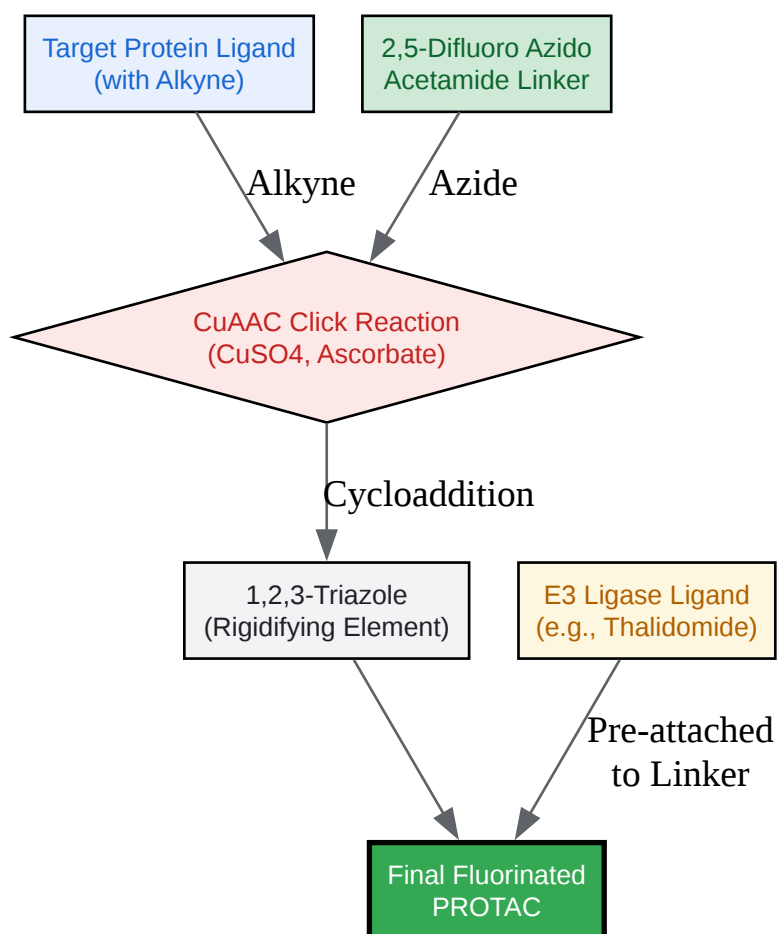 Target Protein Ligand
(with Alkyne)
2,5-Difluoro Azido
Acetamide Linker
Alkyne
Azide
CuAAC Click Reaction
(CuSO4, Ascorbate)
Cycloaddition
1,2,3-Triazole
(Rigidifying Element)
E3 Ligase Ligand
(e.g., Thalidomide)
Pre-attached
to Linker
Final Fluorinated
PROTAC